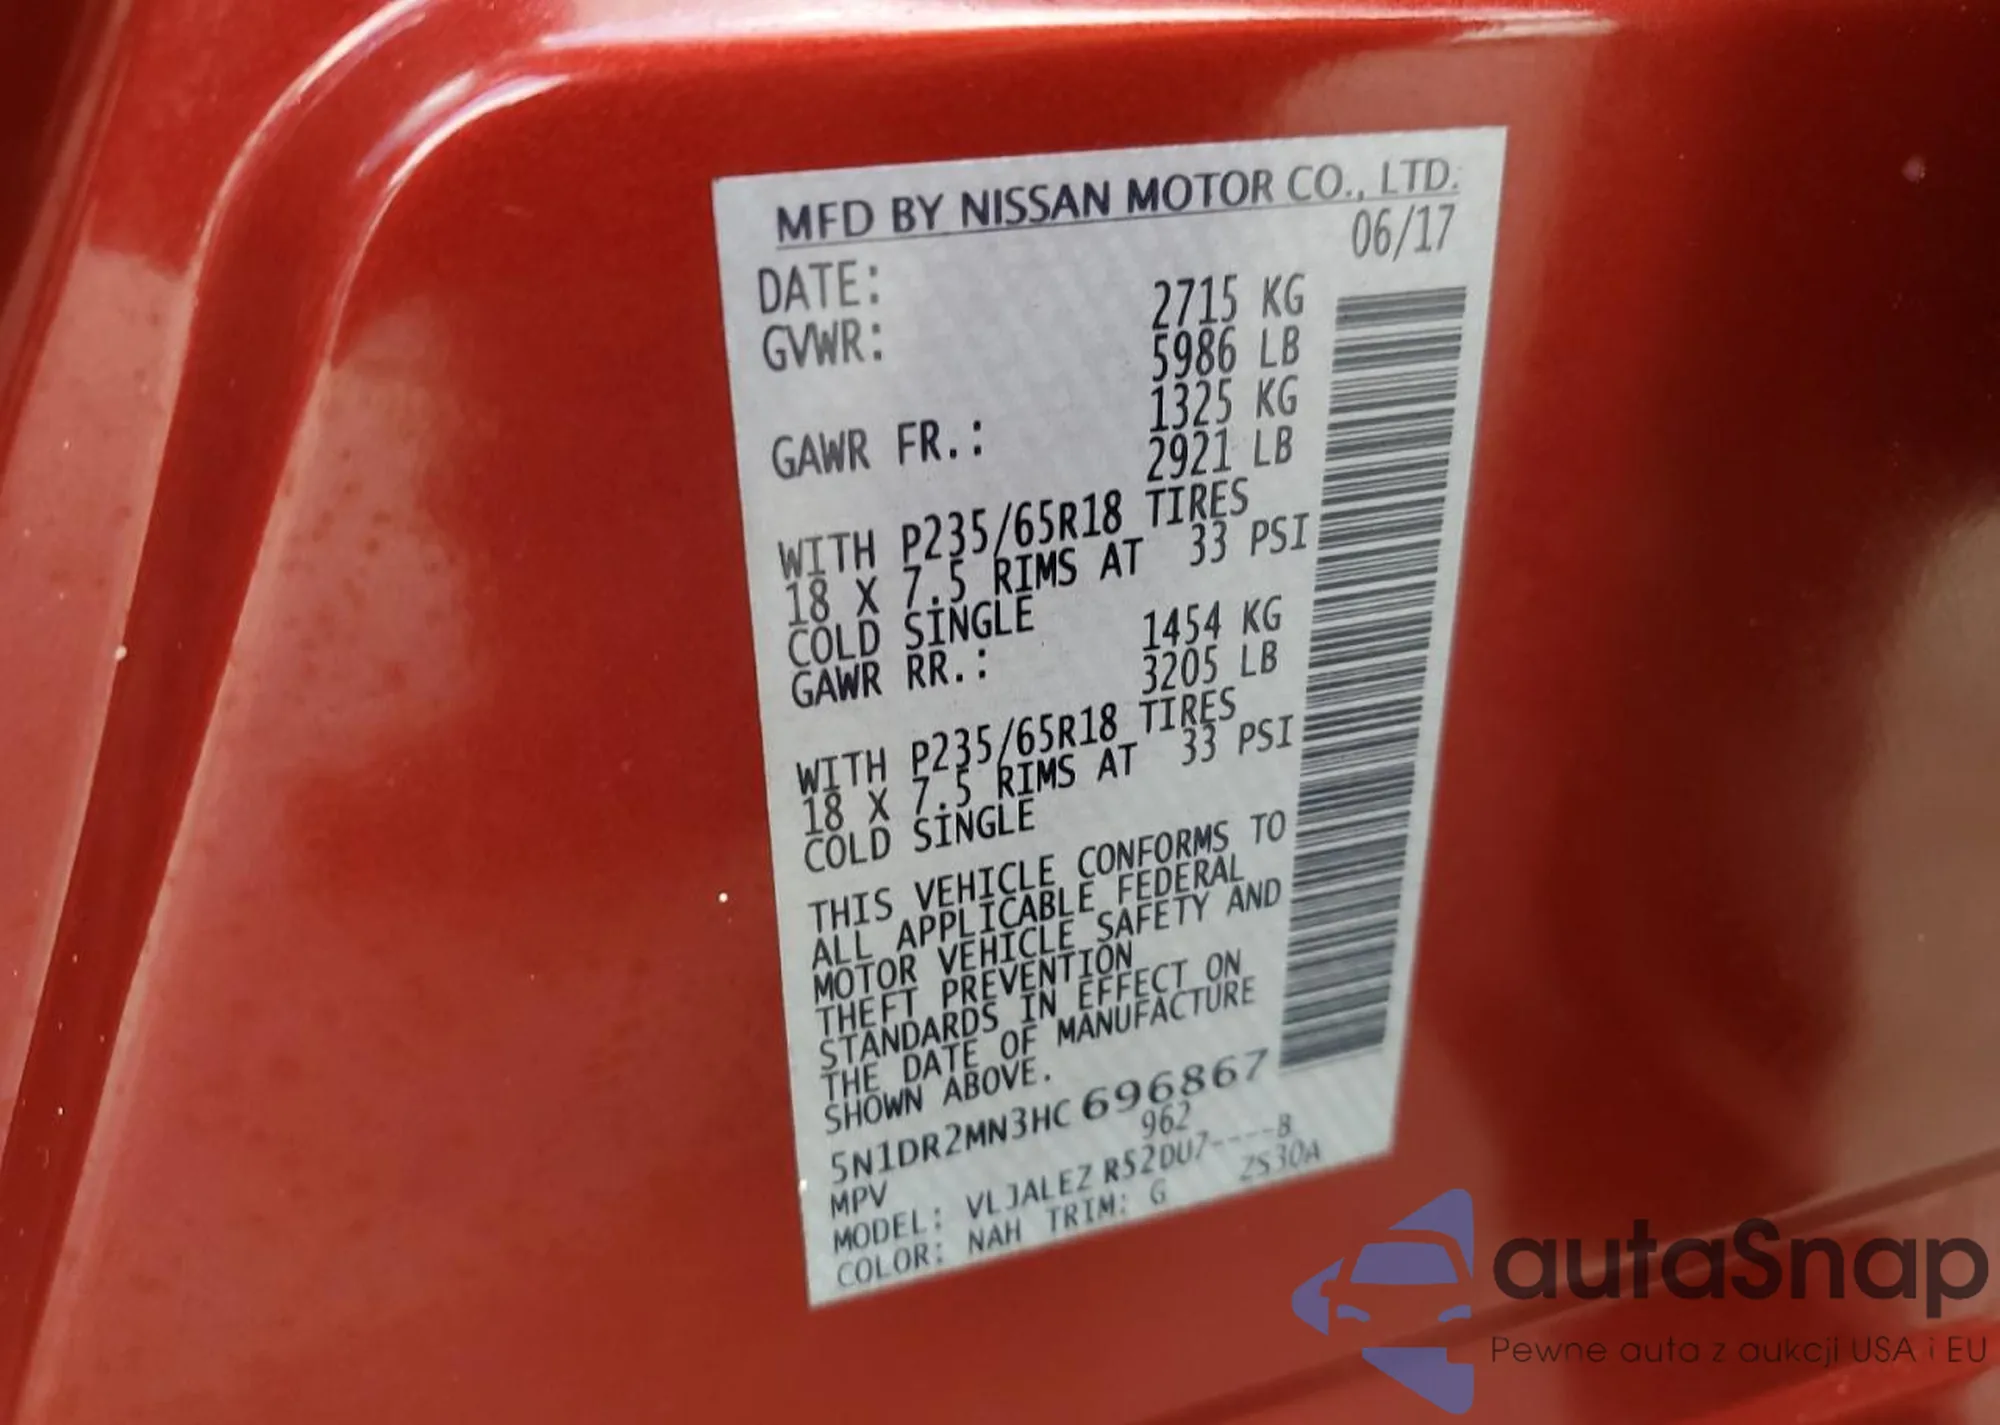 MFD BY NISSAN MOTOR CO., LTD.
DATE: 06/17
GVWR: 2715 KG
5986 LB
GAWR FR.: 1325 KG
2921 LB
WITH P235/65R18 TIRES
18 X 7.5 RIMS AT 33 PSI
COLD SINGLE
GAWR RR.: 1454 KG
3205 LB
WITH P235/65R18 TIRES
18 X 7.5 RIMS AT 33 PSI
COLD SINGLE
THIS VEHICLE CONFORMS TO
ALL APPLICABLE FEDERAL
MOTOR VEHICLE SAFETY AND
THEFT PREVENTION
STANDARDS IN EFFECT ON
THE DATE OF MANUFACTURE
SHOWN ABOVE.
5N1DR2MN3HC696867
MPV 962
MODEL: VLJALEZ R52DU7----B
COLOR: NAH TRIM: G ZS30A
autaSnap
Pewne auta z aukcji USA i EU